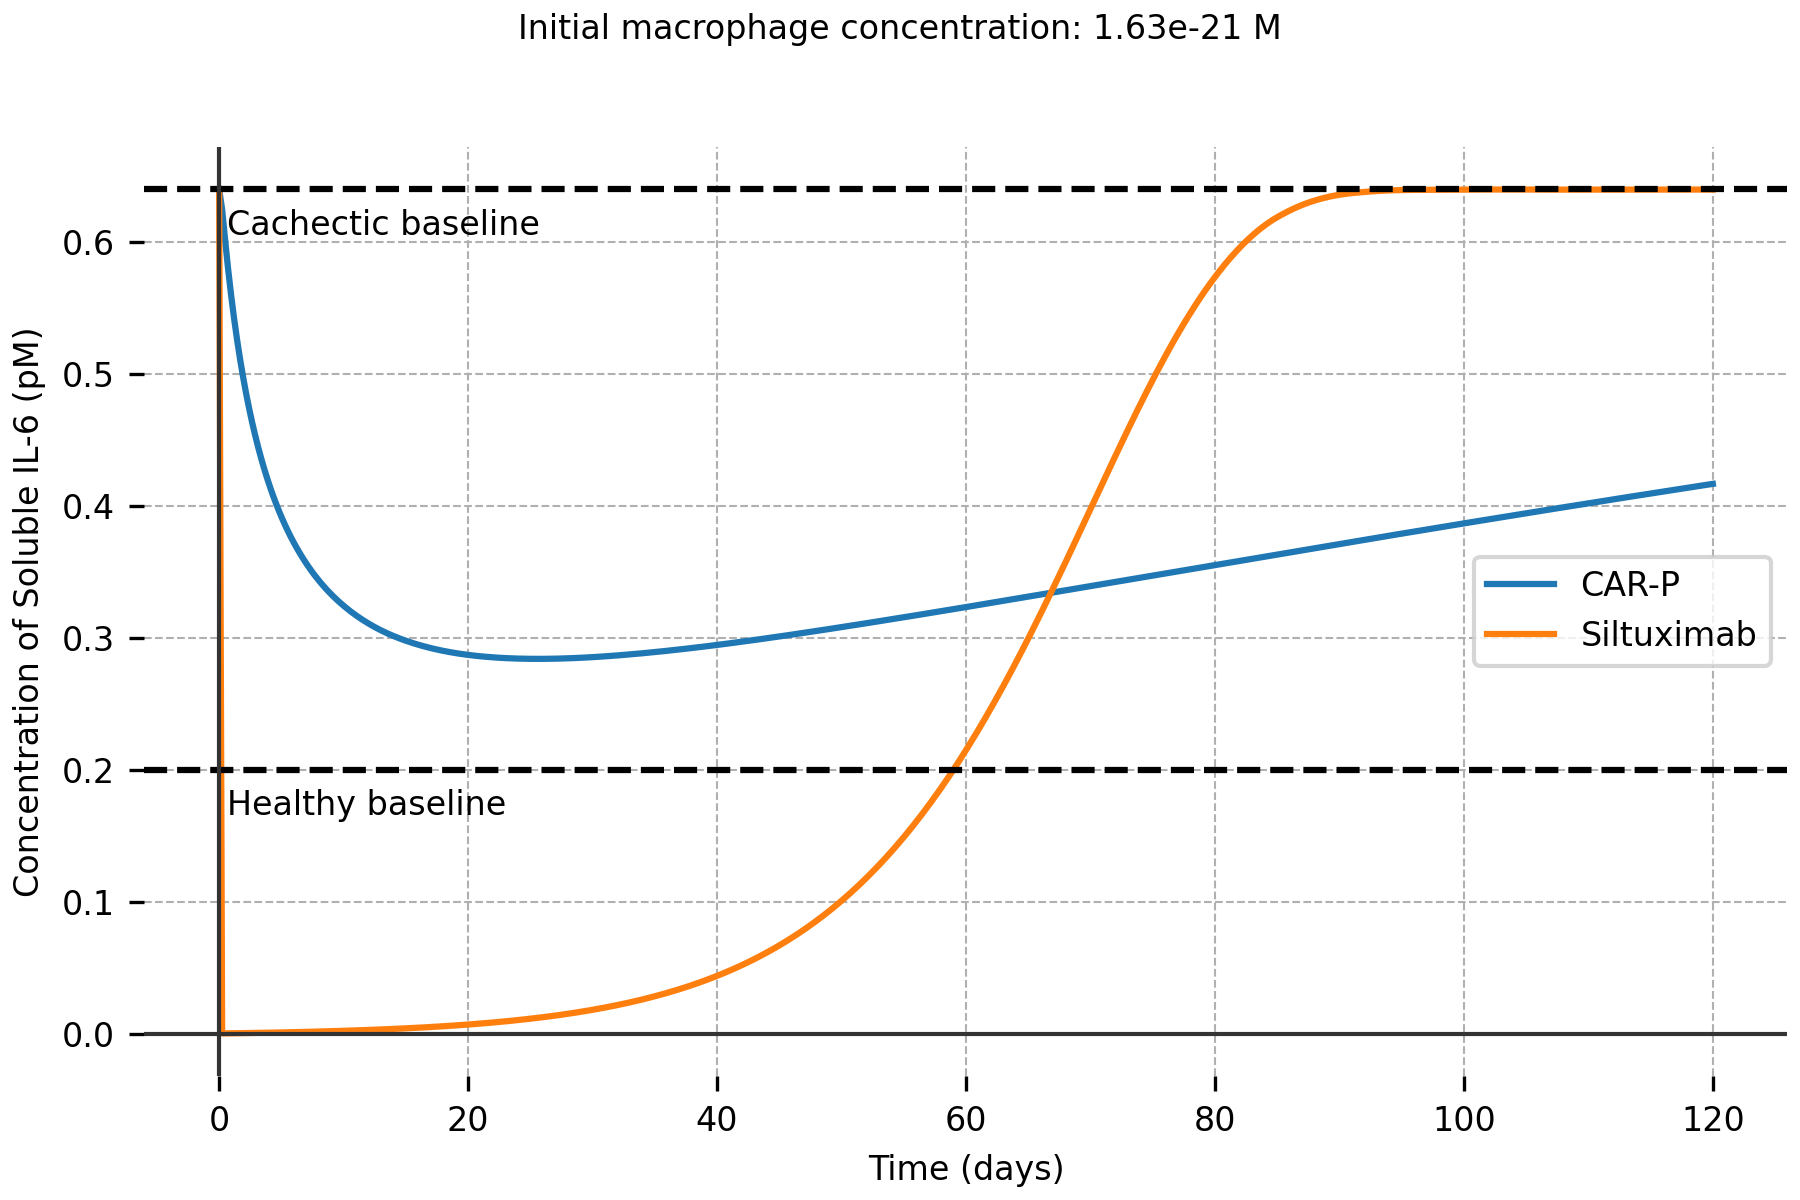 Initial macrophage concentration: 1.63e-21 M
Cachectic baseline
0.6
0.5
0.4
0.3
0.2
0.1
0.0
Concentration of Soluble IL-6 (pM)
CAR-P
Siltuximab
Healthy baseline
0
20
40
60
80
100
120
Time (days)